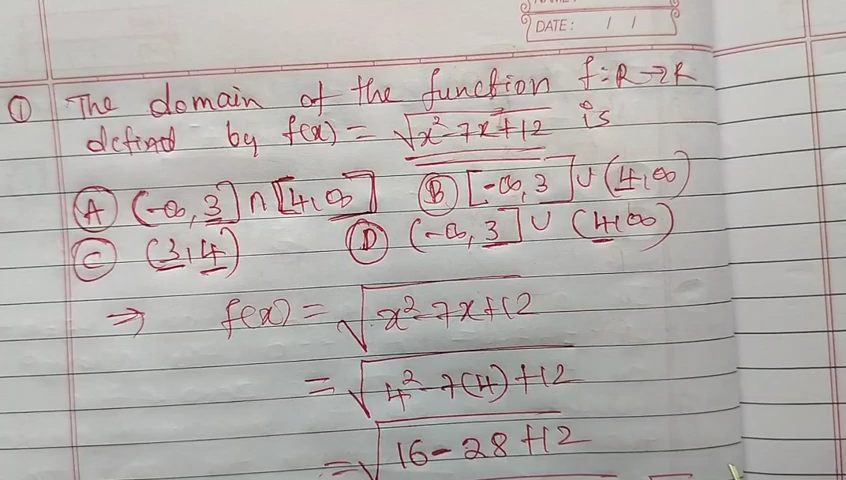 DATE: / /
① The domain of the function f:R→R
defined by f(x) = √x²-7x+12 is
Ⓐ (-∞, 3] ∩ [4, ∞] Ⓑ [-∞, 3] ∪ (4, ∞)
Ⓒ (3, 4) Ⓓ (-∞, 3] ∪ (4, ∞)
⇒ f(x) = √x²-7x+12
= √4²-7(4)+12
= √16-28+12